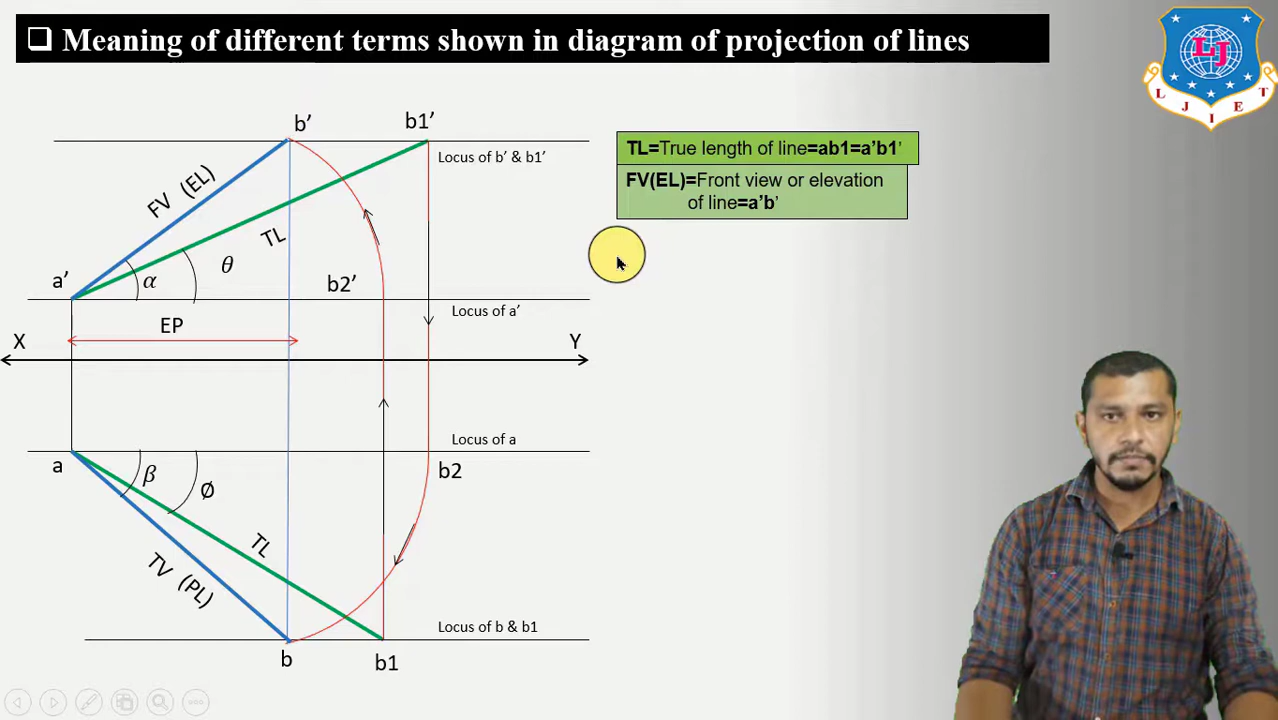 ❑ Meaning of different terms shown in diagram of projection of lines
LJ
L J I E T
b’
b1’
Locus of b’ & b1’
FV (EL)
TL
a’
α
θ
b2’
Locus of a’
EP
X
Y
Locus of a
a
β
Ø
b2
TL
TV (PL)
Locus of b & b1
b
b1
TL=True length of line=ab1=a’b1’
FV(EL)=Front view or elevation
of line=a’b’